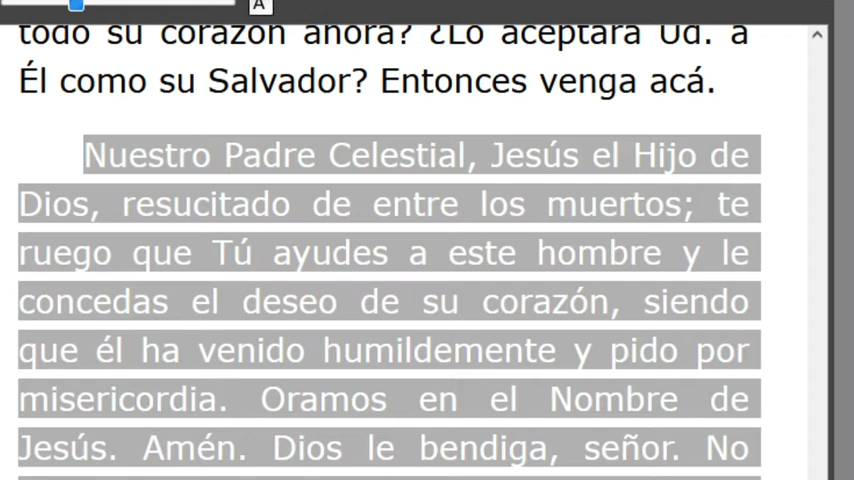 A
todo su corazón ahora? ¿Lo aceptará Ud. a
Él como su Salvador? Entonces venga acá.
Nuestro Padre Celestial, Jesús el Hijo de
Dios, resucitado de entre los muertos; te
ruego que Tú ayudes a este hombre y le
concedas el deseo de su corazón, siendo
que él ha venido humildemente y pido por
misericordia. Oramos en el Nombre de
Jesús. Amén. Dios le bendiga, señor. No